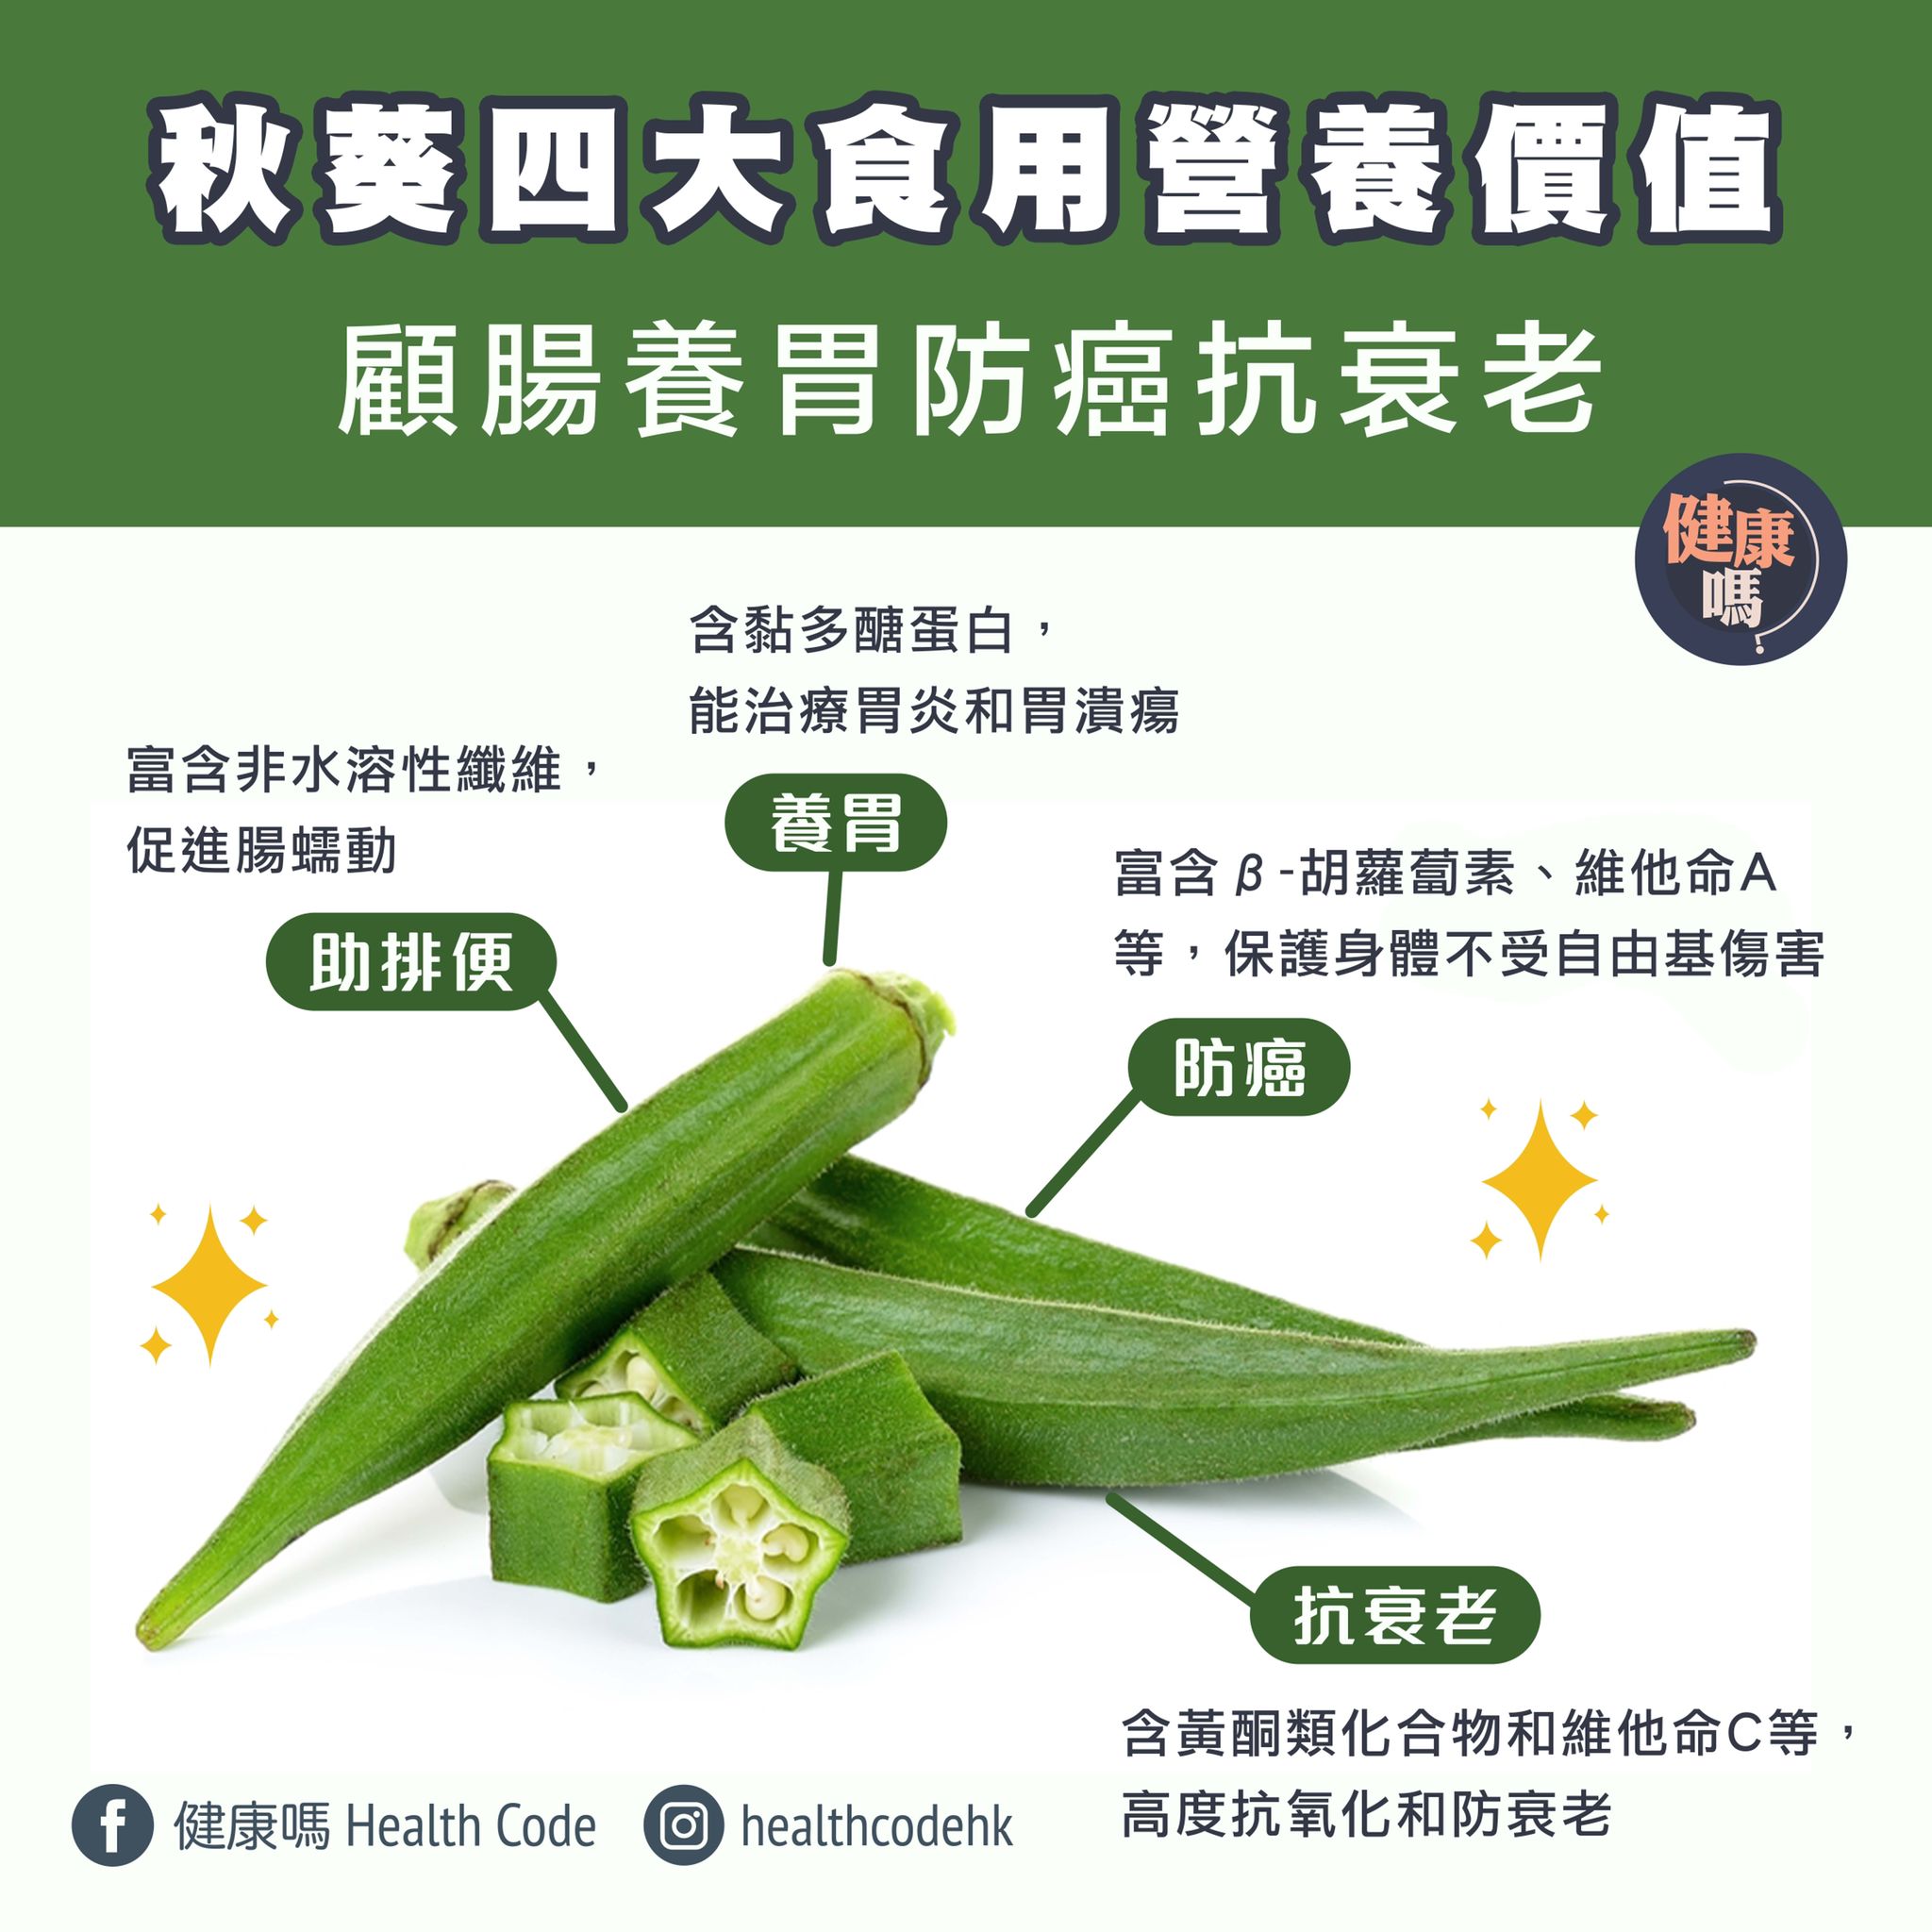 秋葵四大食用營養價值
顧腸養胃防癌抗衰老
健康
嗎
含黏多醣蛋白，
能治療胃炎和胃潰瘍
養胃
富含非水溶性纖維，
促進腸蠕動
助排便
富含β-胡蘿蔔素、維他命A
等，保護身體不受自由基傷害
防癌
抗衰老
含黃酮類化合物和維他命C等，
高度抗氧化和防衰老
健康嗎 Health Code
healthcodehk